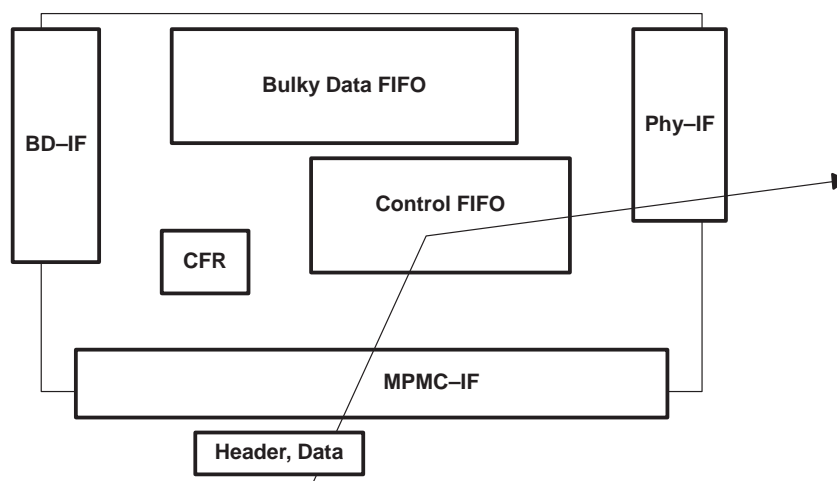 Bulky Data FIFO
BD–IF
Phy–IF
Control FIFO
CFR
MPMC–IF
Header, Data